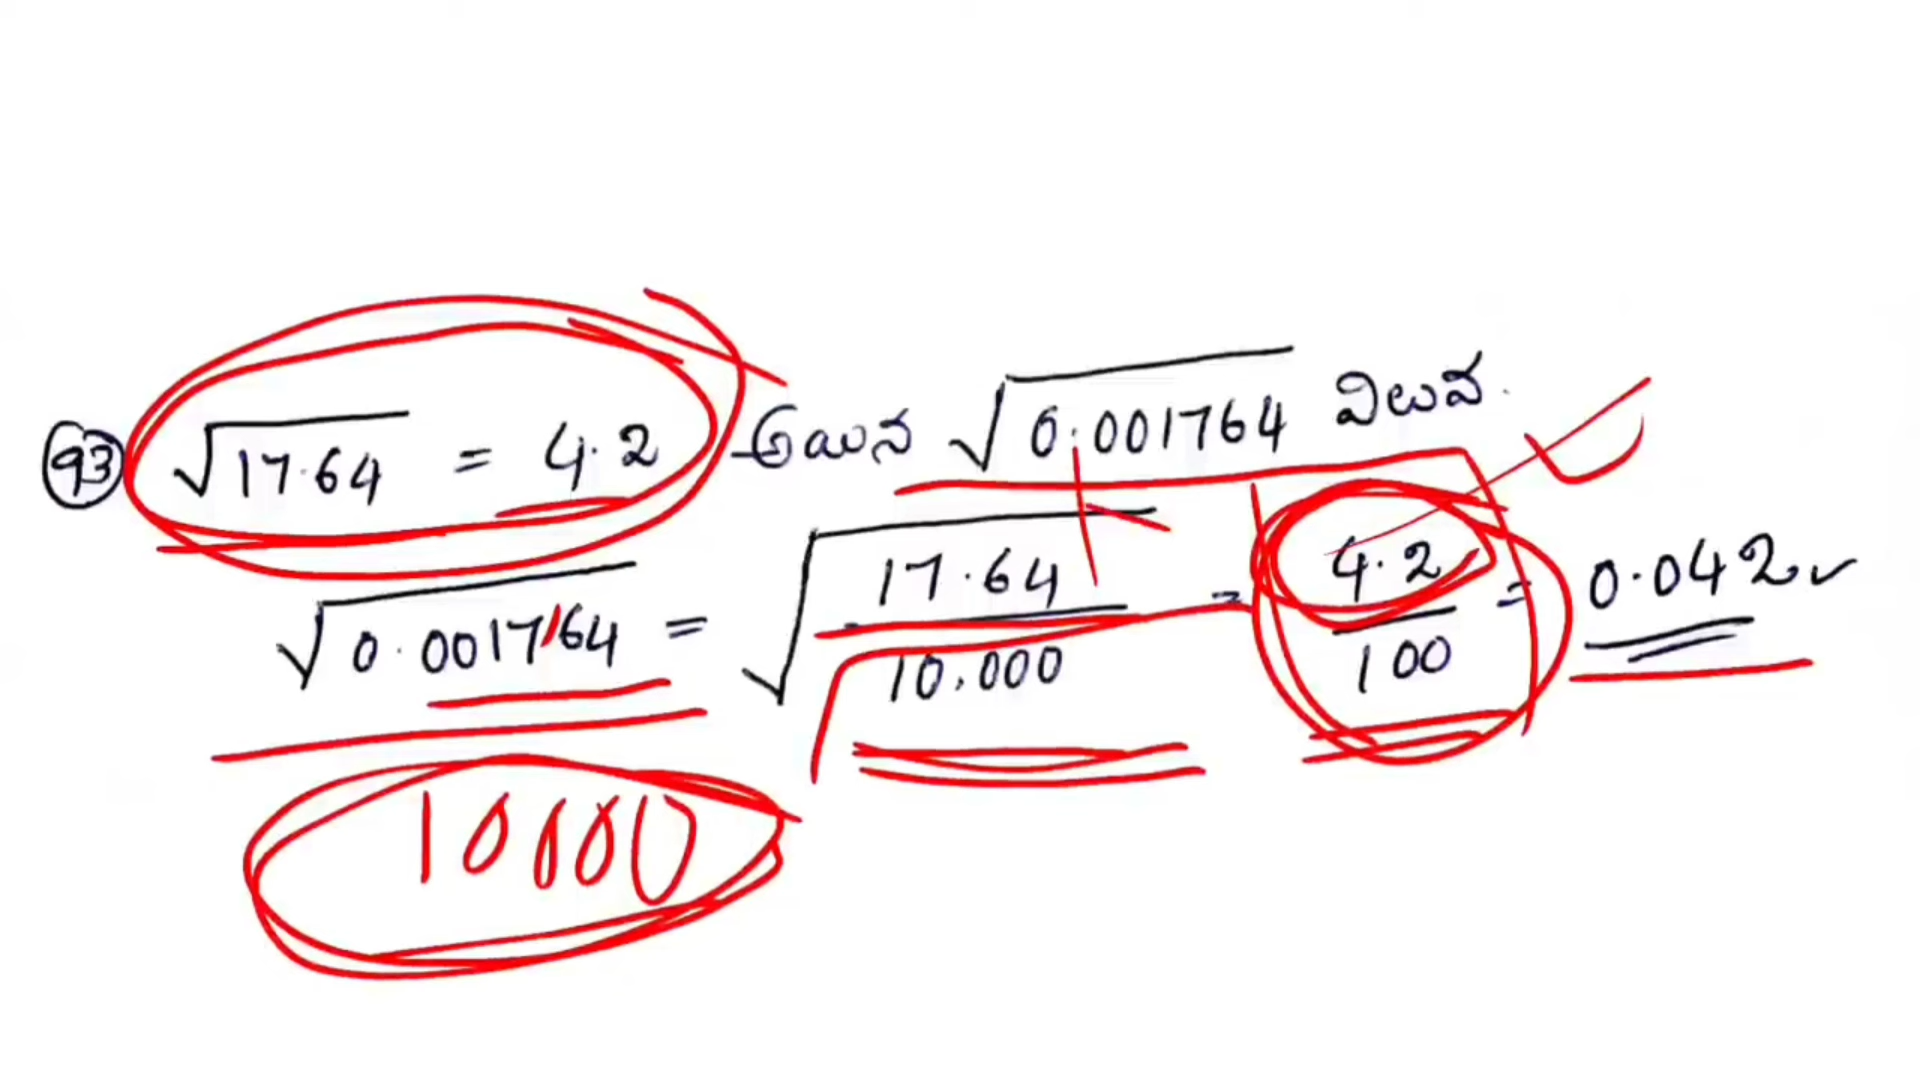 93 √17.64 = 4.2 అయిన √0.001764 విలువ.
√0.001764 = √(17.64/10,000) = 4.2/100 = 0.042
10000